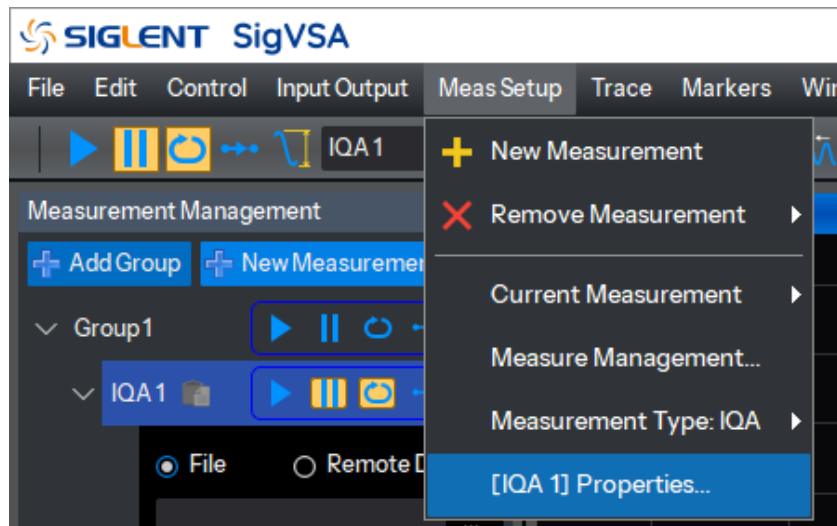 SIGLENT SigVSA
File Edit Control Input Output Meas Setup Trace Markers
IQA 1
New Measurement
Remove Measurement
Measurement Management
Add Group
Current Measurement
Group1
Measure Management...
IQA 1
Measurement Type: IQA
File Remote
[IQA 1] Properties...